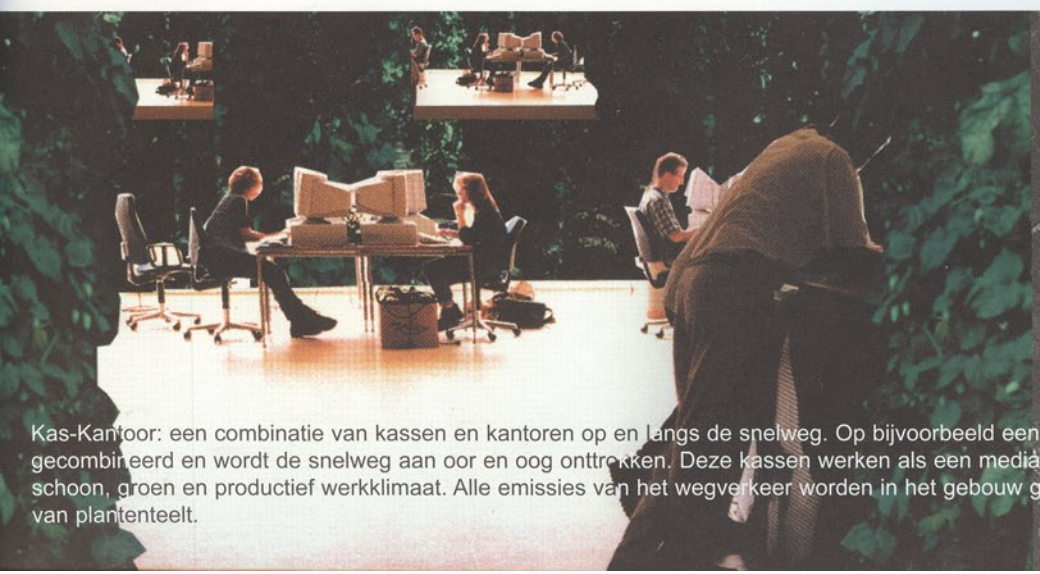 Kas-Kantoor: een combinatie van kassen en kantoren op en langs de snelweg. Op bijvoorbeeld een
gecombineerd en wordt de snelweg aan oor en oog onttrokken. Deze kassen werken als een
schoon, groen en productief werkklimaat. Alle emissies van het wegverkeer worden in het gebouw
van plantenteelt.